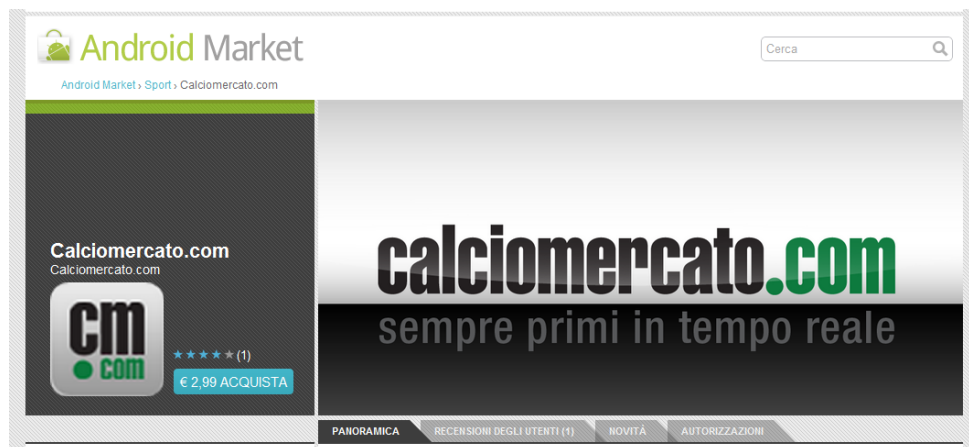 Android Market
Cerca
Android Market › Sport › Calciomercato.com
Calciomercato.com
Calciomercato.com
cm
.com
(1)
€ 2,99 ACQUISTA
calciomercato.com
sempre primi in tempo reale
PANORAMICA
RECENSIONI DEGLI UTENTI (1)
NOVITÀ
AUTORIZZAZIONI